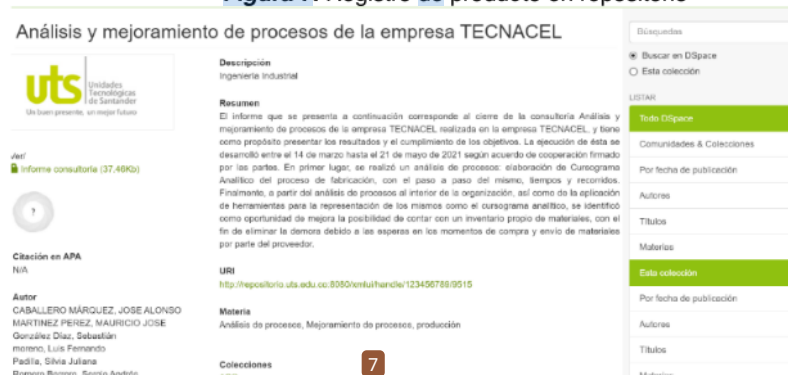 Registro de producto en repositorio
Análisis y mejoramiento de procesos de la empresa TECNACEL
uts
Unidades
Tecnológicas
de Santander
Un buen presente, un mejor futuro
Ver/
Informe consultoría (37,46Kb)
?
Citación en APA
N/A
Autor
CABALLERO MÁRQUEZ, JOSE ALONSO
MARTINEZ PEREZ, MAURICIO JOSE
González Díaz, Sebastián
moreno, Luis Fernando
Padilla, Silvia Juliana
Descripción
Ingeniería Industrial
Resumen
El informe que se presenta a continuación corresponde al cierre de la consultoría Análisis y
mejoramiento de procesos de la empresa TECNACEL realizada en la empresa TECNACEL, y tiene
como propósito presentar los resultados y el cumplimiento de los objetivos. La ejecución de ésta se
desarrolló entre el 14 de marzo hasta el 21 de mayo de 2021 según acuerdo de cooperación firmado
por las partes. En primer lugar, se realizó un análisis de procesos: elaboración de Cursograma
Analítico del proceso de fabricación, con el paso a paso del mismo, tiempos y recorridos.
Finalmente, a partir del análisis de procesos al interior de la organización, así como de la aplicación
de herramientas para la representación de los mismos como el cursograma analítico, se identificó
como oportunidad de mejora la posibilidad de contar con un inventario propio de materiales, con el
fin de eliminar la demora debido a las esperas en los momentos de compra y envío de materiales
por parte del proveedor.
URI
http://repositorio.uts.edu.co:8080/xmlui/handle/123456789/9515
Materia
Análisis de procesos, Mejoramiento de procesos, producción
Colecciones
7
Búsquedas
Buscar en DSpace
Esta colección
LISTAR
Todo DSpace
Comunidades & Colecciones
Por fecha de publicación
Autores
Títulos
Materias
Esta colección
Por fecha de publicación
Autores
Títulos